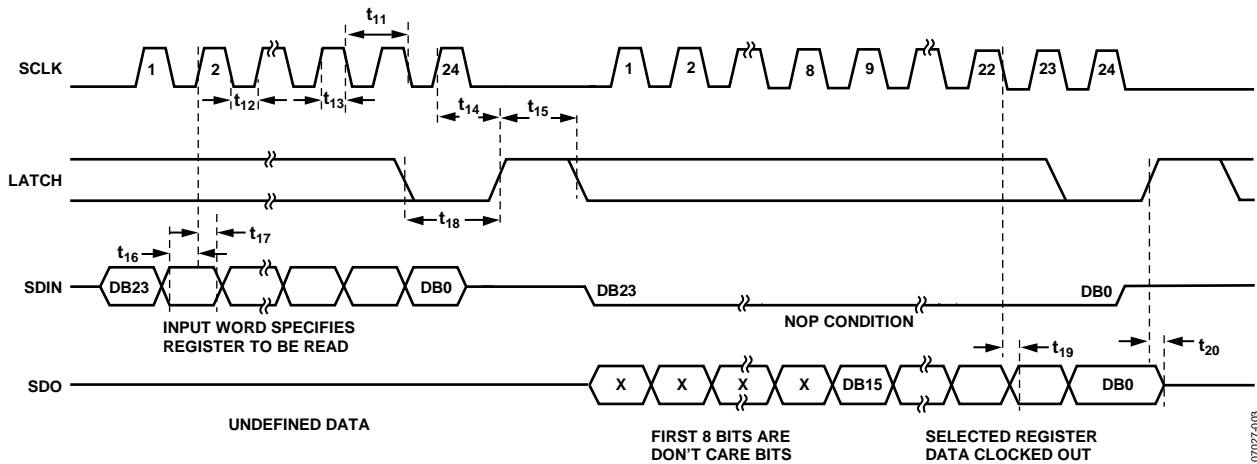 t11
SCLK 1 2 24 1 2 8 9 22 23 24
t12 t13 t14 t15
LATCH
t18
t16 t17
SDIN DB23 DB0 DB23 DB0
INPUT WORD SPECIFIES
REGISTER TO BE READ
NOP CONDITION
t19 t20
SDO X X X X DB15 DB0
UNDEFINED DATA
FIRST 8 BITS ARE
DON'T CARE BITS
SELECTED REGISTER
DATA CLOCKED OUT
07027-003